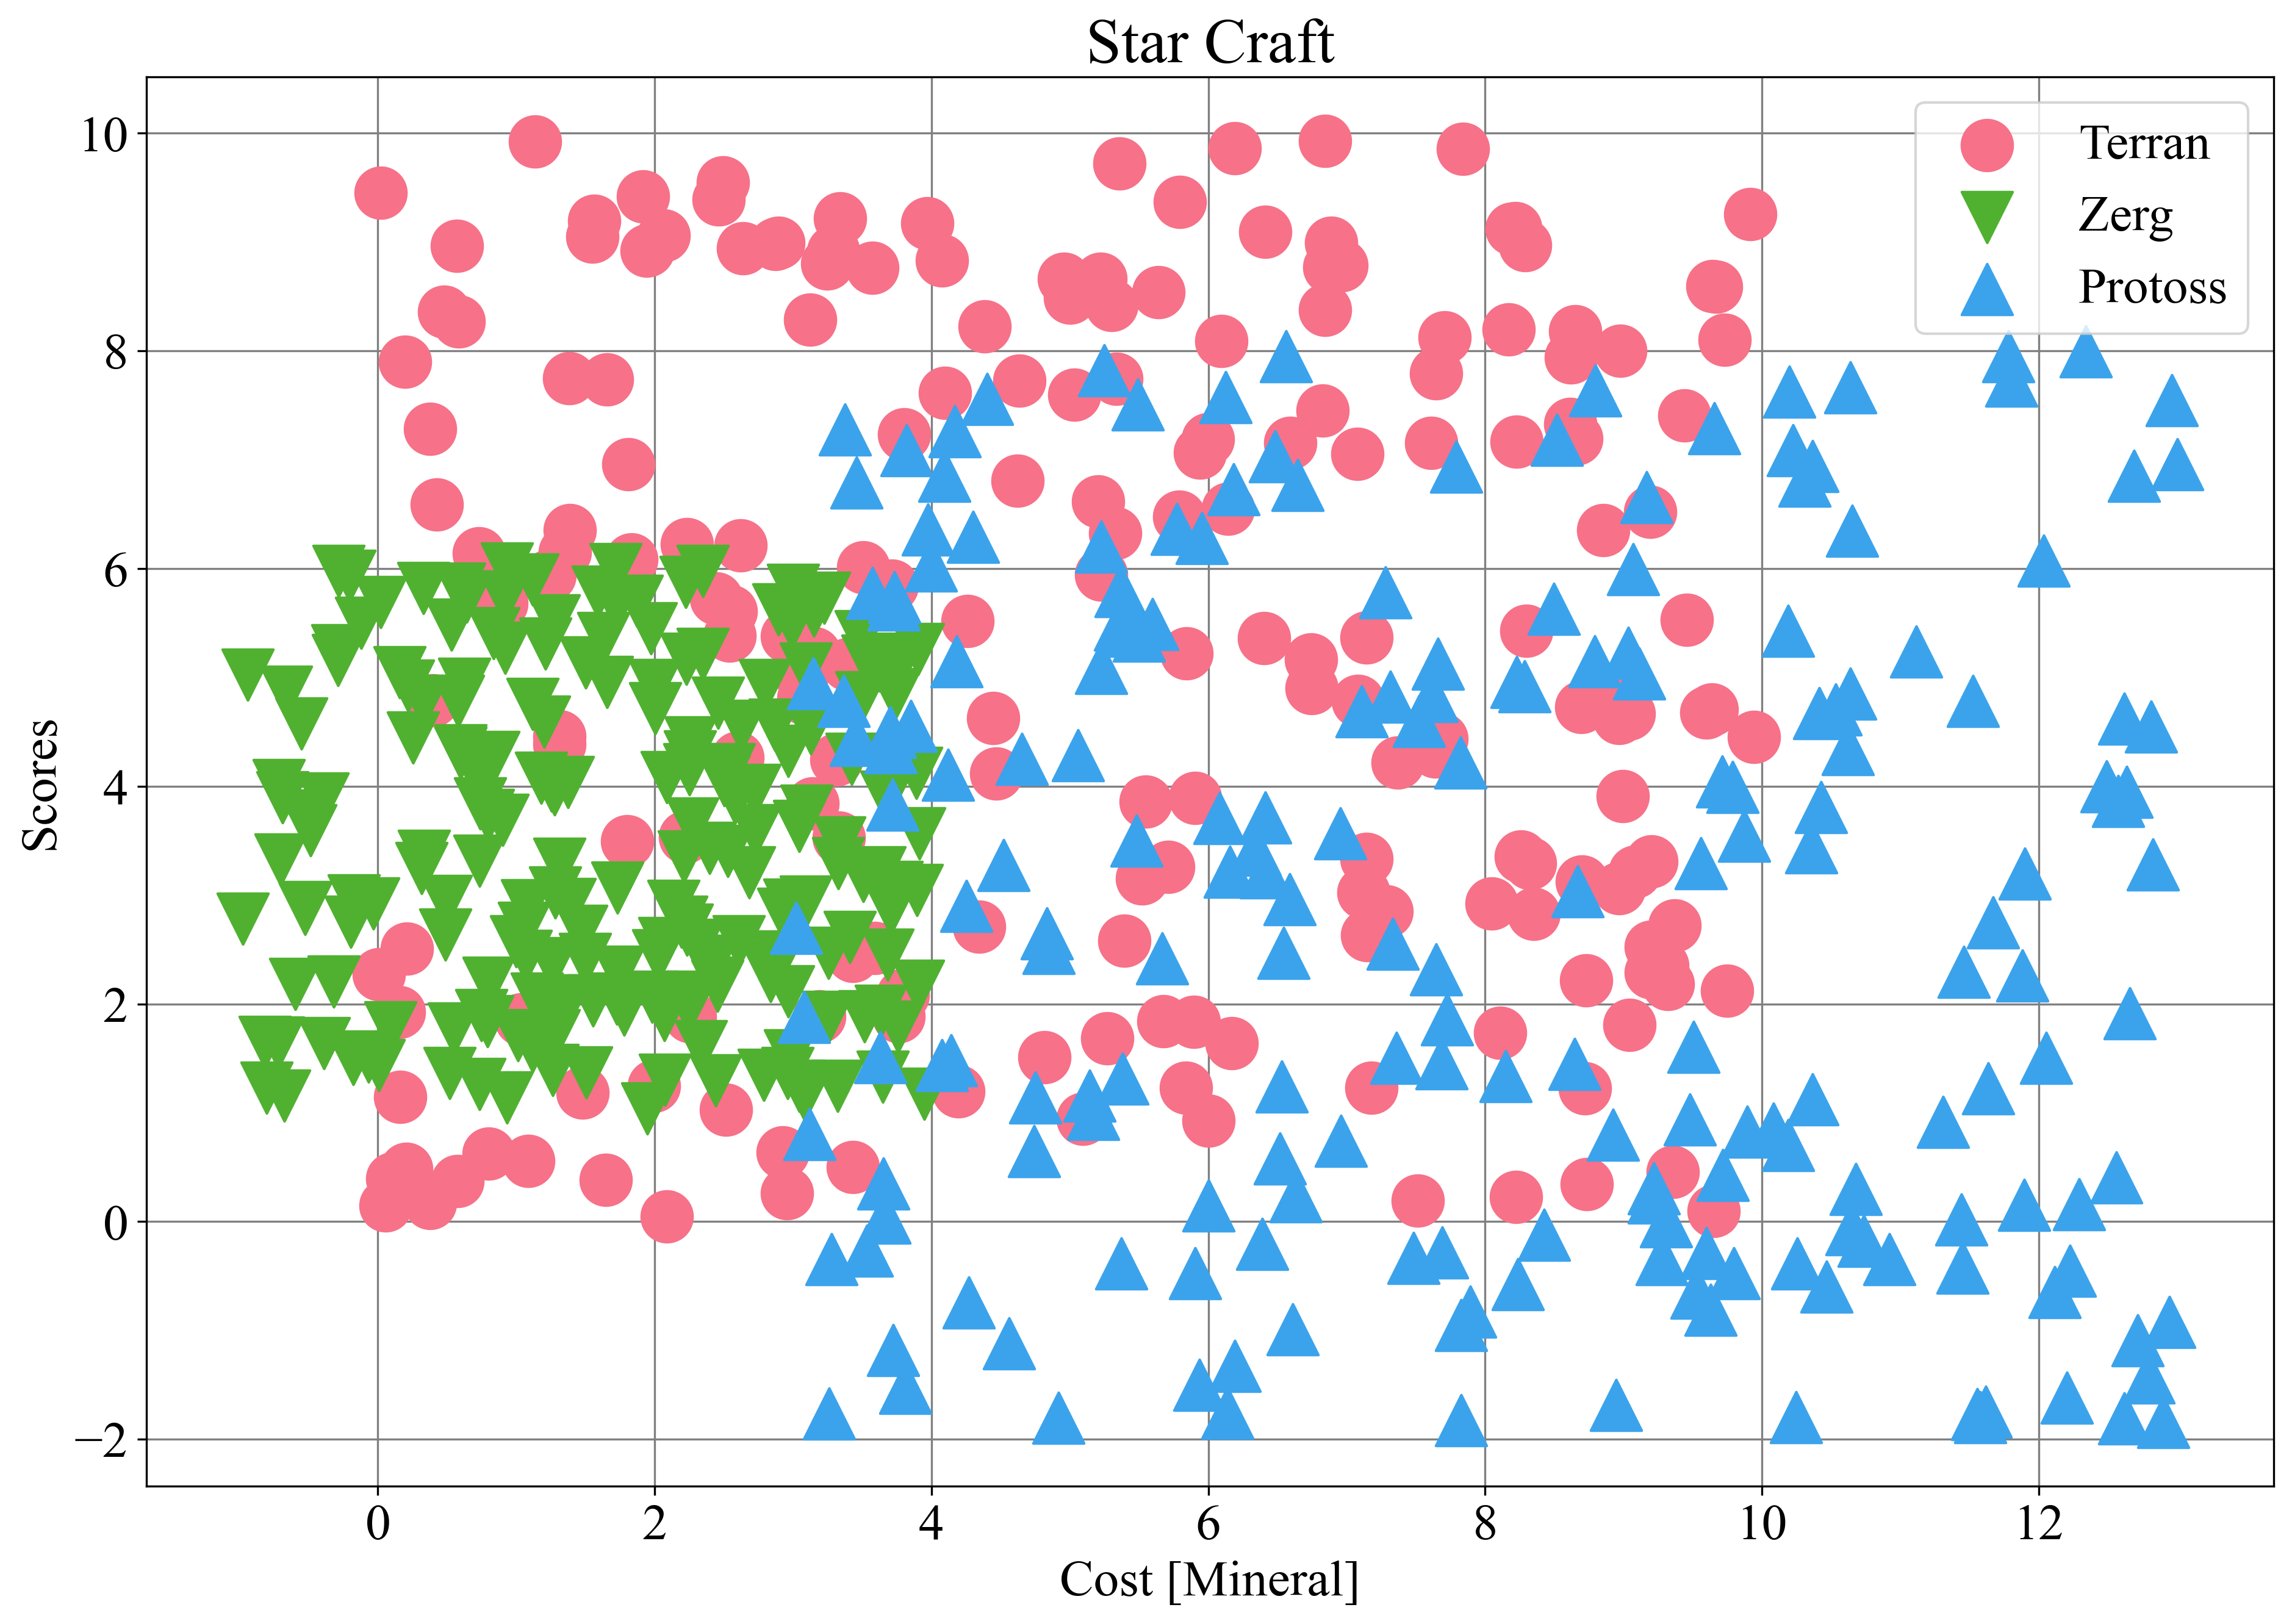 Star Craft
Terran
Zerg
Protoss
10
8
6
4
2
0
−2
Scores
0 2 4 6 8 10 12
Cost [Mineral]